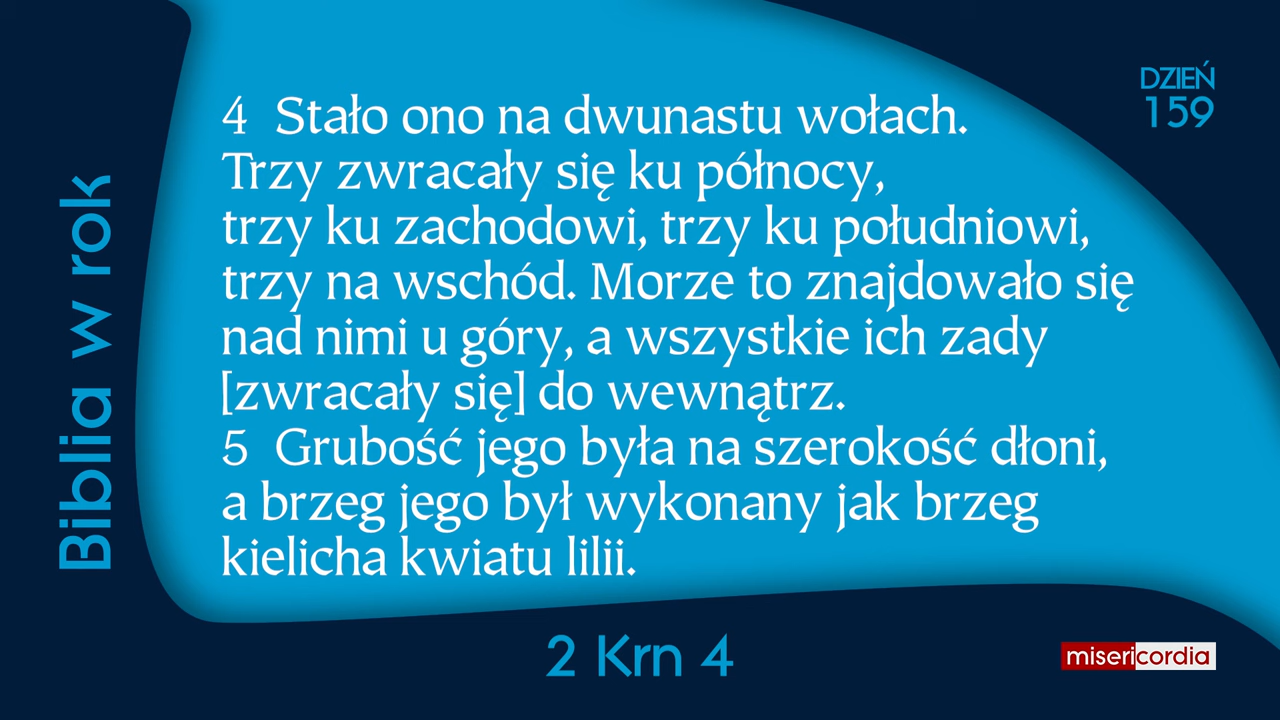 DZIEŃ
159
Biblia w rok
4 Stało ono na dwunastu wołach.
Trzy zwracały się ku północy,
trzy ku zachodowi, trzy ku południowi,
trzy na wschód. Morze to znajdowało się
nad nimi u góry, a wszystkie ich zady
[zwracały się] do wewnątrz.
5 Grubość jego była na szerokość dłoni,
a brzeg jego był wykonany jak brzeg
kielicha kwiatu lilii.
2 Krn 4
misericordia